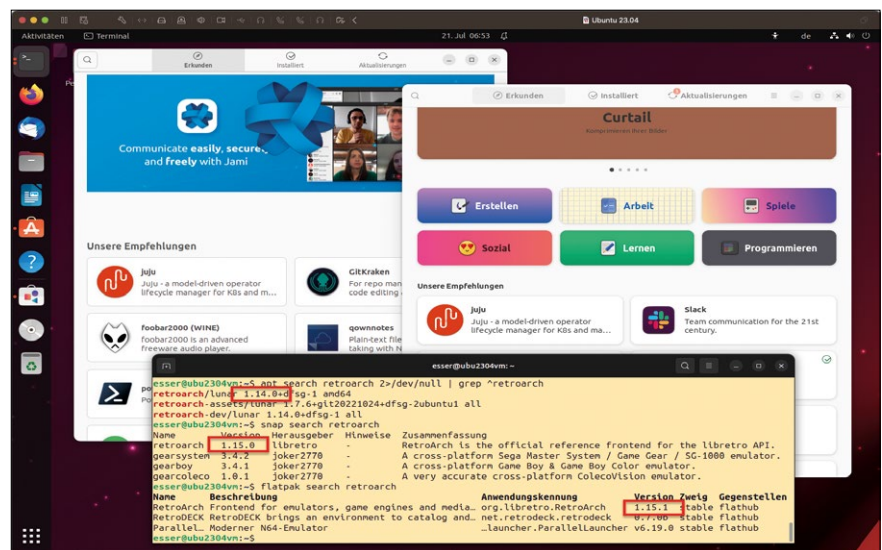 Ubuntu 23.04
Aktivitäten
Terminal
21. Jul 06:53
de
Erkunden
Installiert
Aktualisierungen
Communicate easily, secure
and freely with Jami
Unsere Empfehlungen
juju
Juju - a model-driven operator
lifecycle manager for K8s and m...
GitKraken
For repo man
code editing
foobar2000 (WINE)
foobar2000 is an advanced
freeware audio player.
qownnotes
Plain-text file
taking with N
Erkunden
Installiert
Aktualisierungen
Curtail
Komprimieren Ihrer Bilder
Erstellen
Arbeit
Spiele
Sozial
Lernen
Programmieren
Unsere Empfehlungen
juju
Juju - a model-driven operator
lifecycle manager for K8s and ma...
Slack
Team communication for the 21st
century.
esser@ubu2304vm: ~
esser@ubu2304vm:~$ apt search retroarch 2>/dev/null | grep ^retroarch
retroarch/lunar 1.14.0+dfsg-1 amd64
retroarch-assets/lunar 1.7.6+git20221024+dfsg-2ubuntu1 all
retroarch-dev/lunar 1.14.0+dfsg-1 all
esser@ubu2304vm:~$ snap search retroarch
Name Version Herausgeber Hinweise Zusammenfassung
retroarch 1.15.0 libretro - RetroArch is the official reference frontend for the libretro API.
gearsystem 3.4.2 joker2770 - A cross-platform Sega Master System / Game Gear / SG-1000 emulator.
gearboy 3.4.1 joker2770 - A cross-platform Game Boy & Game Boy Color emulator.
gearcoleco 1.0.1 joker2770 - A very accurate cross-platform ColecoVision emulator.
esser@ubu2304vm:~$ flatpak search retroarch
Name Beschreibung Anwendungskennung Version Zweig Gegenstellen
RetroArch Frontend for emulators, game engines and media… org.libretro.RetroArch 1.15.1 stable flathub
RetroDECK RetroDECK brings an environment to catalog and… net.retrodeck.retrodeck 0.7.0b stable flathub
Parallel… Moderner N64-Emulator …launcher.ParallelLauncher v6.19.0 stable flathub
esser@ubu2304vm:~$